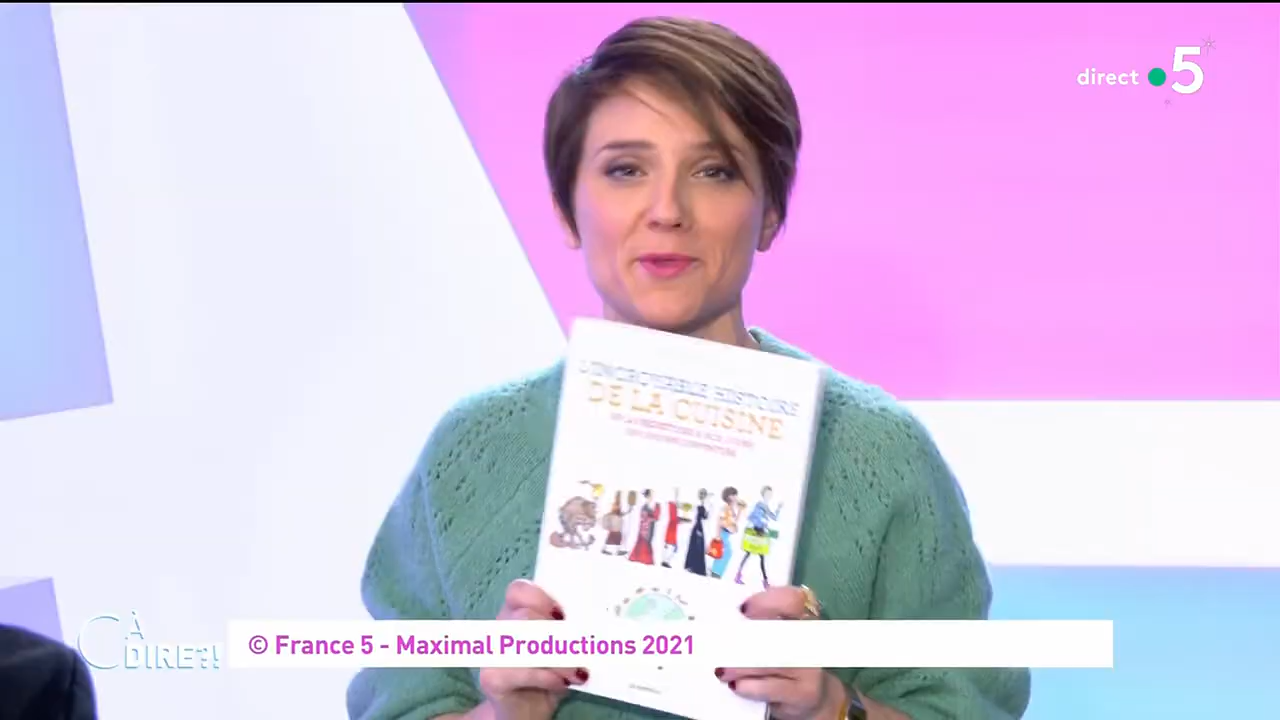 direct 5
L'INCROYABLE HISTOIRE
DE LA CUISINE
À
C DIRE?!
© France 5 - Maximal Productions 2021